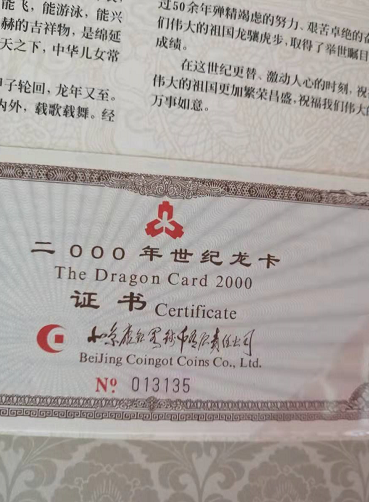 能飞，能游泳，能兴
赫的吉祥物，是绵延
天之下，中华儿女常
子轮回，龙年又至。
内外，载歌载舞。经
过50余年殚精竭虑的努力、艰苦卓绝的奋
们伟大的祖国龙骧虎步，取得了举世瞩目
成绩。
在这世纪更替、激动人心的时刻，祝
伟大的祖国更加繁荣昌盛，祝福我们伟大的
万事如意。
二000年世纪龙卡
The Dragon Card 2000
证书 Certificate
BeiJing Coingot Coins Co., Ltd.
№ 013135